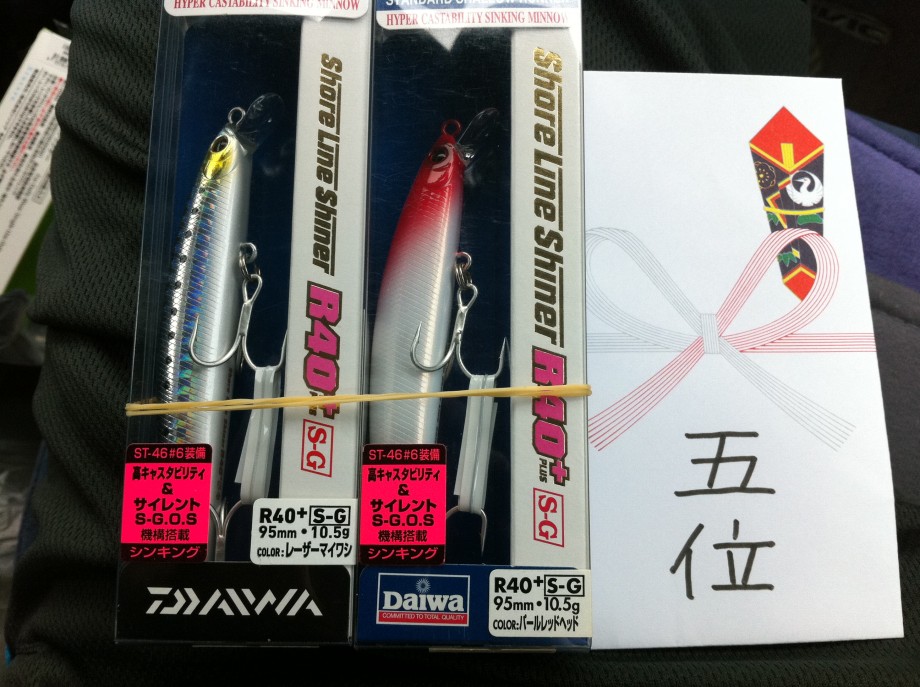 HYPER CASTABILITY SINKING MINNOW
Shore Line Shiner R40+ S-G
ST-46 #6装備
高キャスタビリティ
&
サイレント
S-G.O.S
機構搭載
シンキング
R40+ S-G
95mm・10.5g
COLOR:レーザーマイワシ
DAIWA
STANDARD SHALLOW RUNNER
HYPER CASTABILITY SINKING MINNOW
Shore Line Shiner R40+ PLUS S-G
ST-46 #6装備
高キャスタビリティ
&
サイレント
S-G.O.S
機構搭載
シンキング
Daiwa
COMMITTED TO TOTAL QUALITY
R40+ S-G
95mm・10.5g
COLOR:パールレッドヘッド
五
位